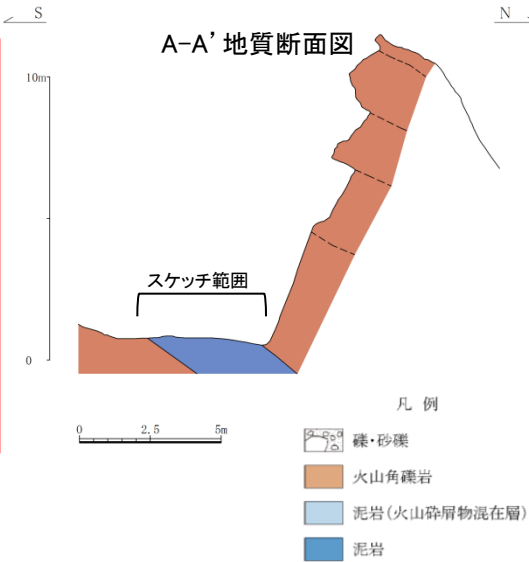 S
N
A-A’ 地質断面図
10m
スケッチ範囲
0
0 2.5 5m
凡 例
礫・砂礫
火山角礫岩
泥岩(火山砕屑物混在層)
泥岩